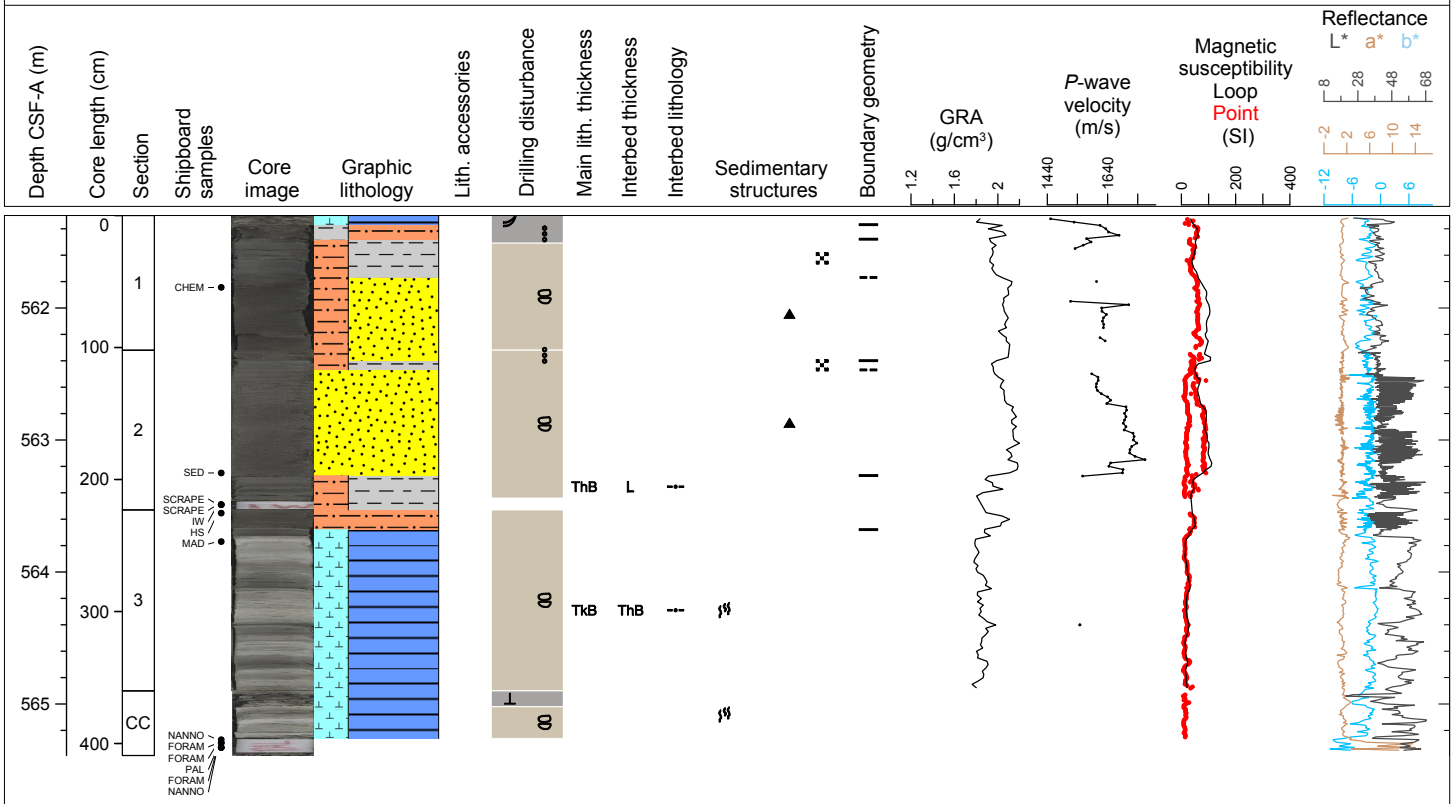 Depth CSF-A (m)
Core length (cm)
Section
Shipboard
samples
Core
image
Graphic
lithology
Lith. accessories
Drilling disturbance
Main lith. thickness
Interbed thickness
Interbed lithology
Sedimentary
structures
Boundary geometry
GRA
(g/cm³)
1.2 1.6 2
P-wave
velocity
(m/s)
1440 1640
Magnetic
susceptibility
Loop
Point
(SI)
0 200 400
Reflectance
L* a* b*
8 28 48 68
-2 2 6 10 14
-12 -6 0 6
0
1
CHEM
562
100
2
563
SED
200
ThB L
SCRAPE
SCRAPE
IW
HS
MAD
564
3
300
TkB ThB
565
CC
NANNO
400
FORAM
FORAM
PAL
FORAM
NANNO